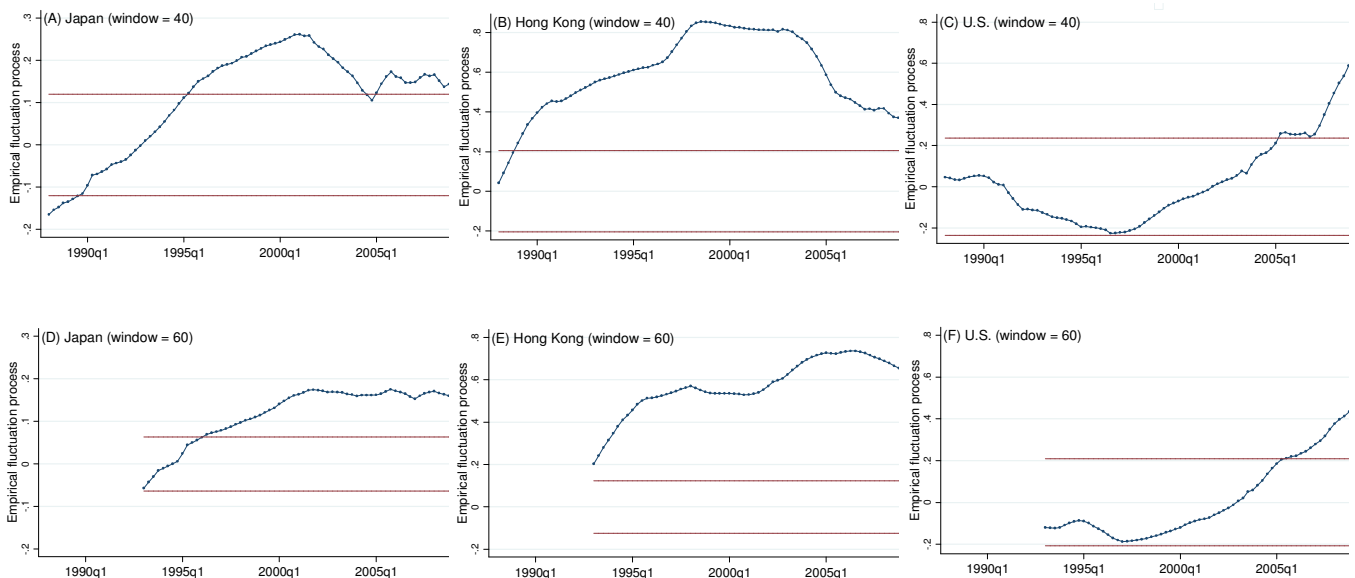 (A) Japan (window = 40)
Empirical fluctuation process
.3
.2
.1
0
-.1
-.2
1990q1 1995q1 2000q1 2005q1
(B) Hong Kong (window = 40)
Empirical fluctuation process
.8
.6
.4
.2
0
-.2
1990q1 1995q1 2000q1 2005q1
(C) U.S. (window = 40)
Empirical fluctuation process
.8
.6
.4
.2
0
-.2
1990q1 1995q1 2000q1 2005q1
(D) Japan (window = 60)
Empirical fluctuation process
.3
.2
.1
0
-.1
-.2
1990q1 1995q1 2000q1 2005q1
(E) Hong Kong (window = 60)
Empirical fluctuation process
.8
.6
.4
.2
0
-.2
1990q1 1995q1 2000q1 2005q1
(F) U.S. (window = 60)
Empirical fluctuation process
.8
.6
.4
.2
0
-.2
1990q1 1995q1 2000q1 2005q1